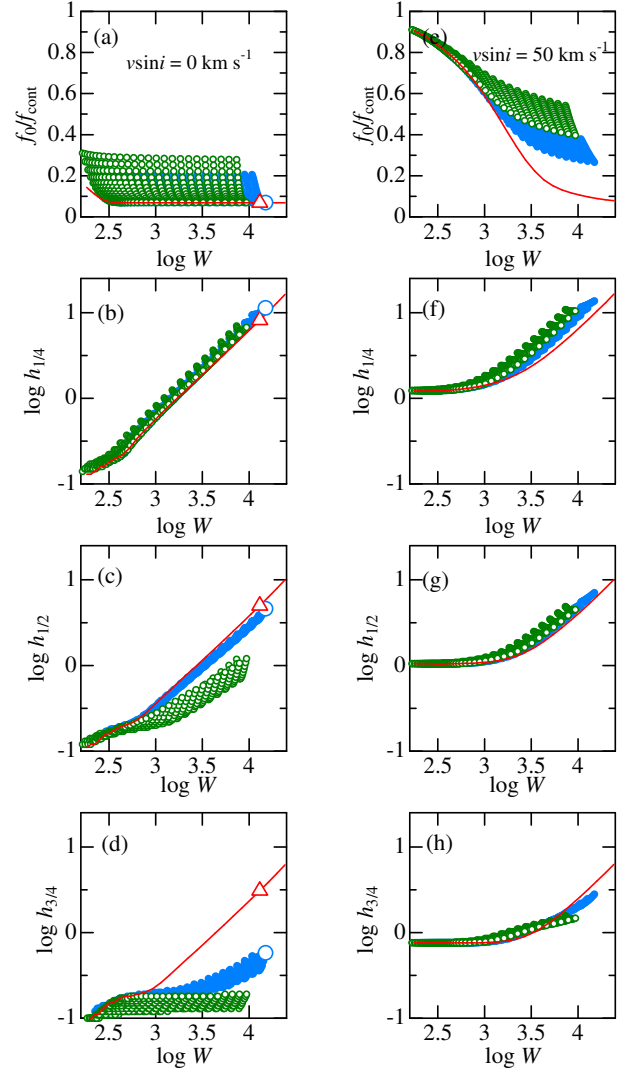 (a)
vsini = 0 km s⁻¹
f₀/f_cont
1
0.8
0.6
0.4
0.2
0
2.5 3 3.5 4
log W
(e)
vsini = 50 km s⁻¹
f₀/f_cont
1
0.8
0.6
0.4
0.2
0
2.5 3 3.5 4
log W
(b)
log h₁/₄
1
0
-1
2.5 3 3.5 4
log W
(f)
log h₁/₄
1
0
-1
2.5 3 3.5 4
log W
(c)
log h₁/₂
1
0
-1
2.5 3 3.5 4
log W
(g)
log h₁/₂
1
0
-1
2.5 3 3.5 4
log W
(d)
log h₃/₄
1
0
-1
2.5 3 3.5 4
log W
(h)
log h₃/₄
1
0
-1
2.5 3 3.5 4
log W